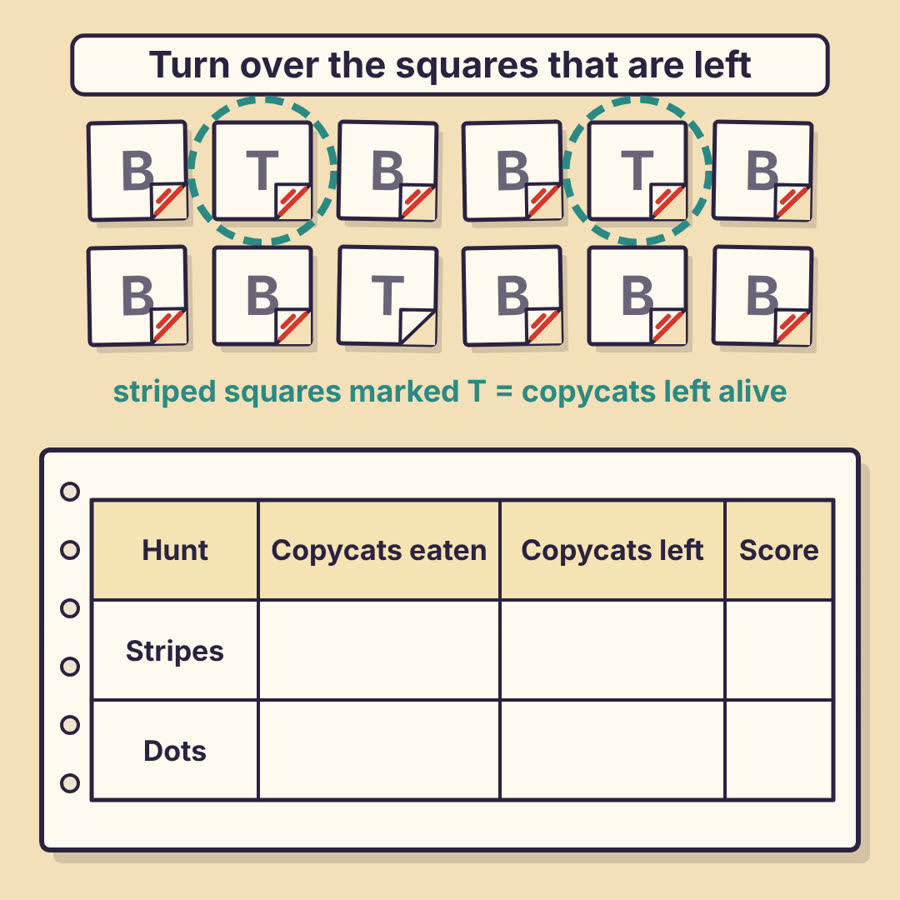 Turn over the squares that are left
B T B B T B
B B T B B B
striped squares marked T = copycats left alive
Hunt Copycats eaten Copycats left Score
Stripes
Dots